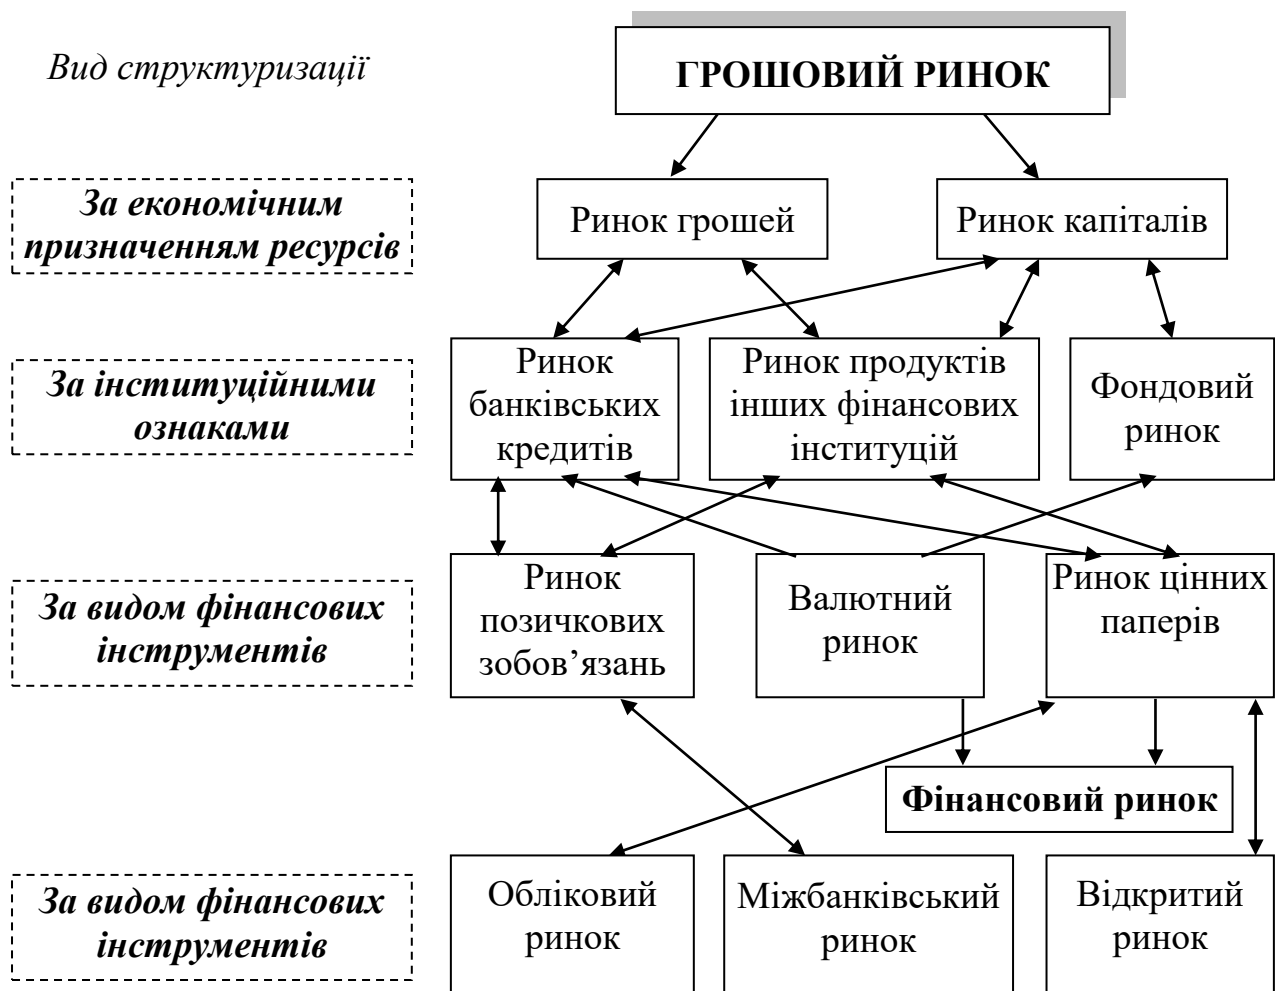 Вид структуризації
ГРОШОВИЙ РИНОК
За економічним
призначенням ресурсів
Ринок грошей
Ринок капіталів
За інституційними
ознаками
Ринок
банківських
кредитів
Ринок продуктів
інших фінансових
інституцій
Фондовий
ринок
За видом фінансових
інструментів
Ринок
позичкових
зобов’язань
Валютний
ринок
Ринок цінних
паперів
Фінансовий ринок
За видом фінансових
інструментів
Обліковий
ринок
Міжбанківський
ринок
Відкритий
ринок